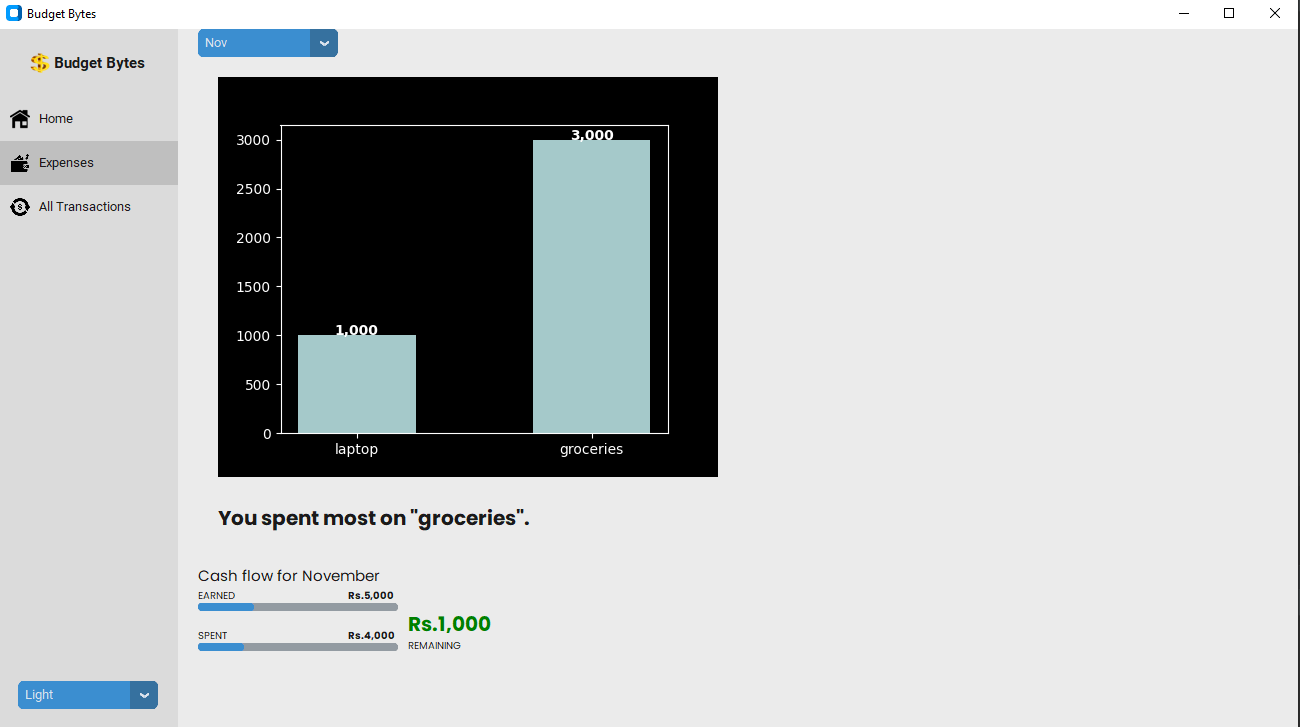 Budget Bytes
Budget Bytes
Home
Expenses
All Transactions
Light
Nov
3000
2500
2000
1500
1000
500
0
1,000
3,000
laptop groceries
You spent most on "groceries".
Cash flow for November
EARNED Rs.5,000
SPENT Rs.4,000
Rs.1,000
REMAINING